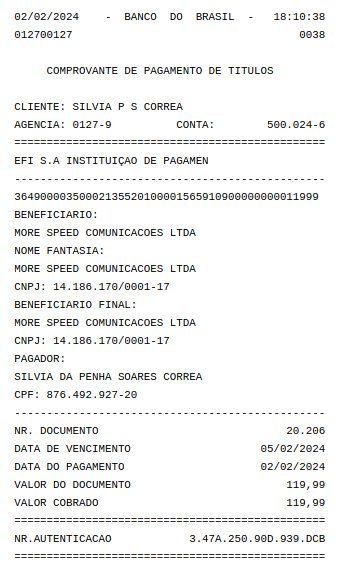 02/02/2024 - BANCO DO BRASIL - 18:10:38
012700127 0038
COMPROVANTE DE PAGAMENTO DE TITULOS
CLIENTE: SILVIA P S CORREA
AGENCIA: 0127-9 CONTA: 500.024-6
================================================
EFI S.A INSTITUIÇAO DE PAGAMEN
------------------------------------------------
36490000350002135520100001565910900000000011999
BENEFICIARIO:
MORE SPEED COMUNICACOES LTDA
NOME FANTASIA:
MORE SPEED COMUNICACOES LTDA
CNPJ: 14.186.170/0001-17
BENEFICIARIO FINAL:
MORE SPEED COMUNICACOES LTDA
CNPJ: 14.186.170/0001-17
PAGADOR:
SILVIA DA PENHA SOARES CORREA
CPF: 876.492.927-20
------------------------------------------------
NR. DOCUMENTO 20.206
DATA DE VENCIMENTO 05/02/2024
DATA DO PAGAMENTO 02/02/2024
VALOR DO DOCUMENTO 119,99
VALOR COBRADO 119,99
================================================
NR.AUTENTICACAO 3.47A.250.90D.939.DCB
================================================